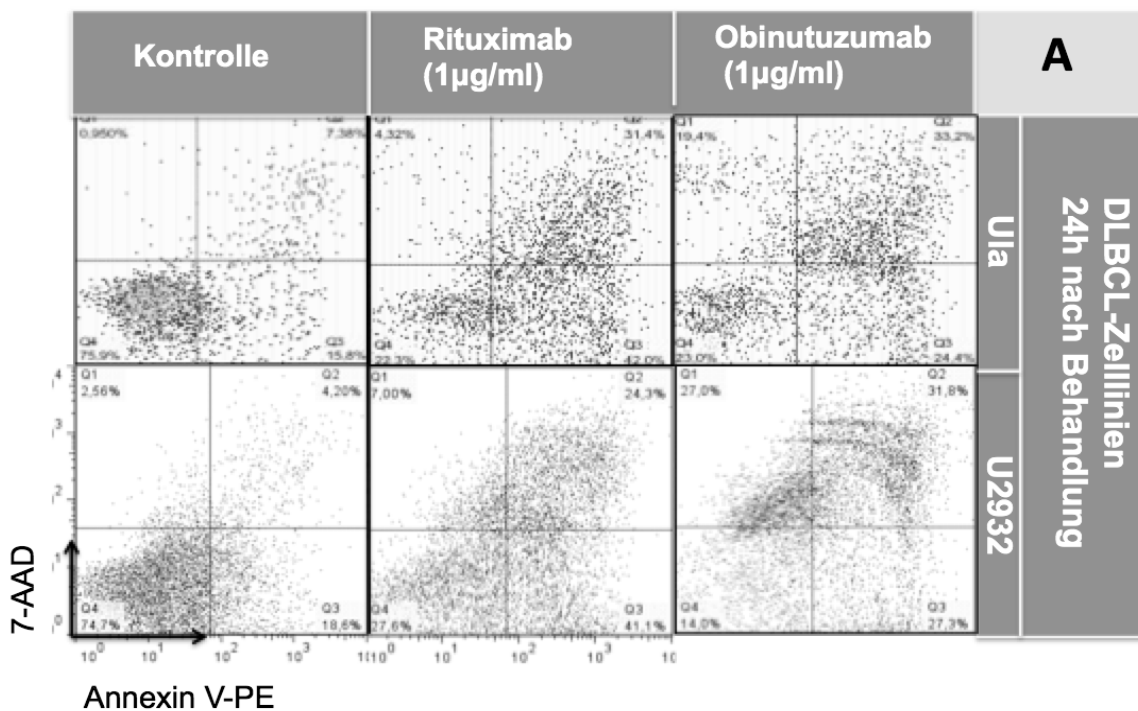 Kontrolle
Rituximab
(1µg/ml)
Obinutuzumab
(1µg/ml)
A
Q1
0,950%
Q2
7,38%
Q1
4,32%
Q2
31,4%
Q1
19,4%
Q2
33,2%
Q4
75,9%
Q3
15,8%
Q4
22,3%
Q3
42,0%
Q4
23,0%
Q3
24,4%
Ula
Q1
2,56%
Q2
4,20%
Q1
7,00%
Q2
24,3%
Q1
27,0%
Q2
31,8%
Q4
74,7%
Q3
18,6%
Q4
27,6%
Q3
41,1%
Q4
14,0%
Q3
27,3%
U2932
DLBCL-Zelllinien
24h nach Behandlung
7-AAD
10⁰ 10¹ 10² 10³
10⁰ 10¹ 10² 10³
Annexin V-PE